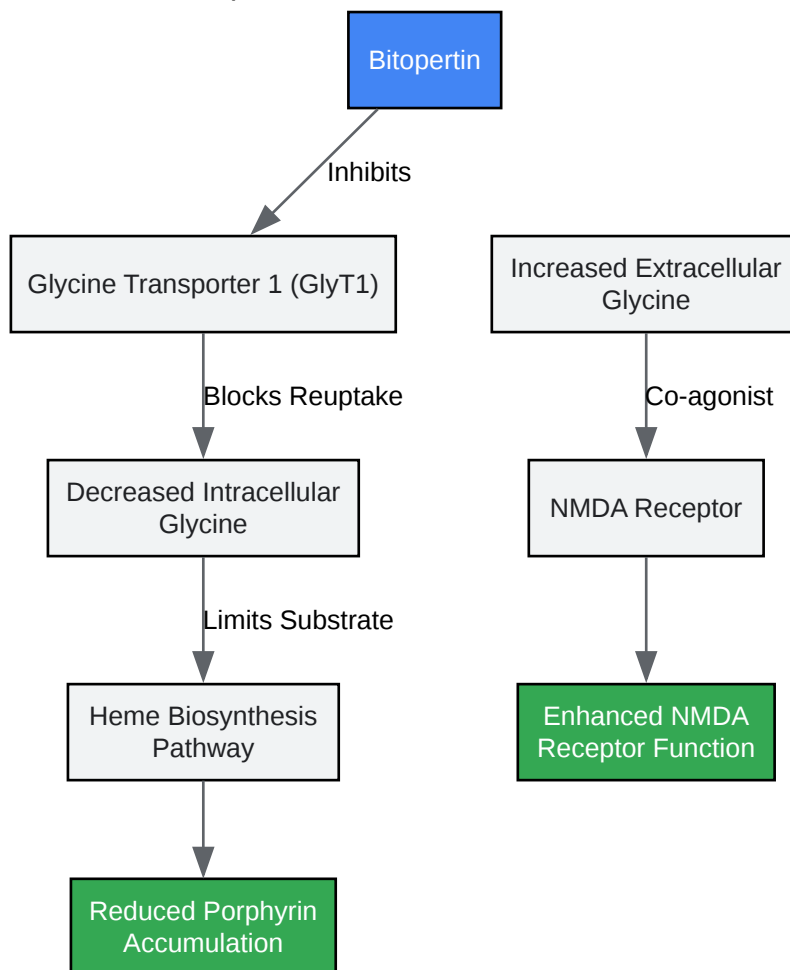 Bitopertin
Inhibits
Glycine Transporter 1 (GlyT1)
Increased Extracellular
Glycine
Blocks Reuptake
Co-agonist
Decreased Intracellular
Glycine
NMDA Receptor
Limits Substrate
Heme Biosynthesis
Pathway
Enhanced NMDA
Receptor Function
Reduced Porphyrin
Accumulation